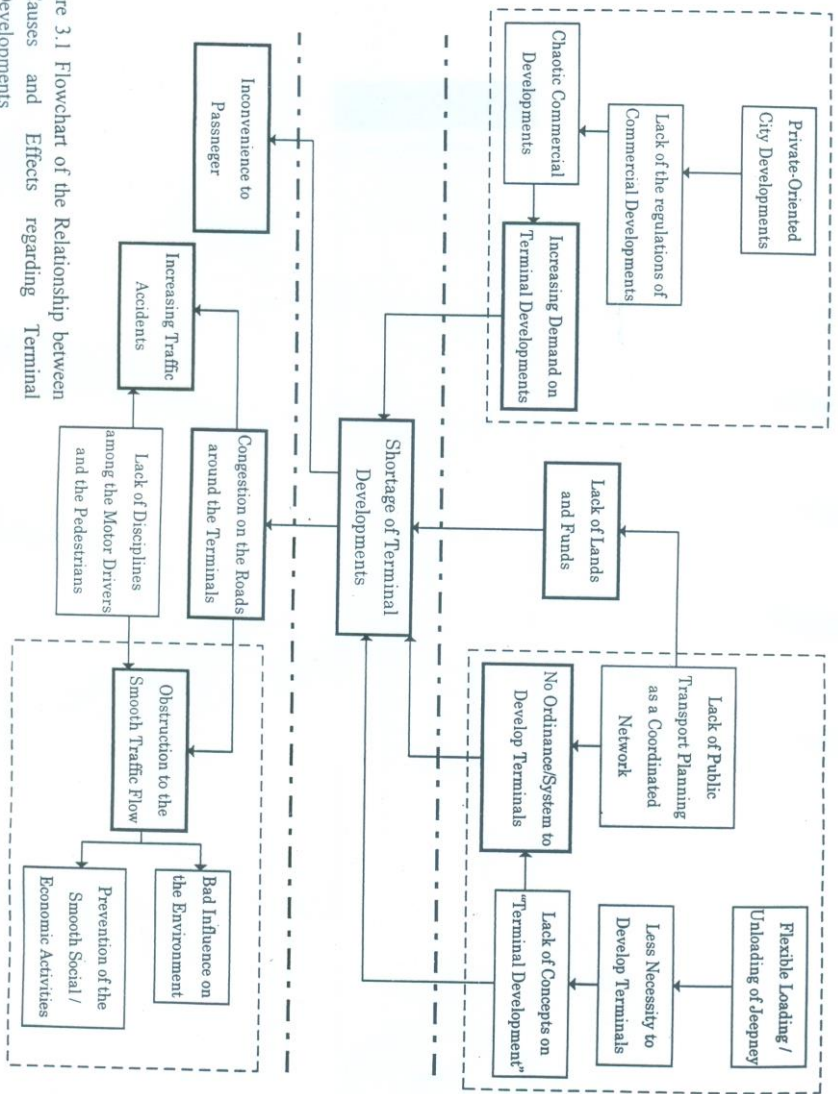 Private-Oriented
City Developments
Lack of the regulations of
Commercial Developments
Chaotic Commercial
Developments
Increasing Demand on
Terminal Developments
Lack of Lands
and Funds
Lack of Public
Transport Planning
as a Coordinated
Network
No Ordinance/System to
Develop Terminals
Flexible Loading /
Unloading of Jeepney
Less Necessity to
Develop Terminals
Lack of Concepts on
"Terminal Development"
Shortage of Terminal
Developments
Inconvenience to
Passneger
Congestion on the Roads
around the Terminals
Increasing Traffic
Accidents
Lack of Disciplines
among the Motor Drivers
and the Pedestrians
Obstruction to the
Smooth Traffic Flow
Bad Influence on
the Environment
Prevention of the
Smooth Social /
Economic Activities
re 3.1 Flowchart of the Relationship between
auses and Effects regarding Terminal
evelopments